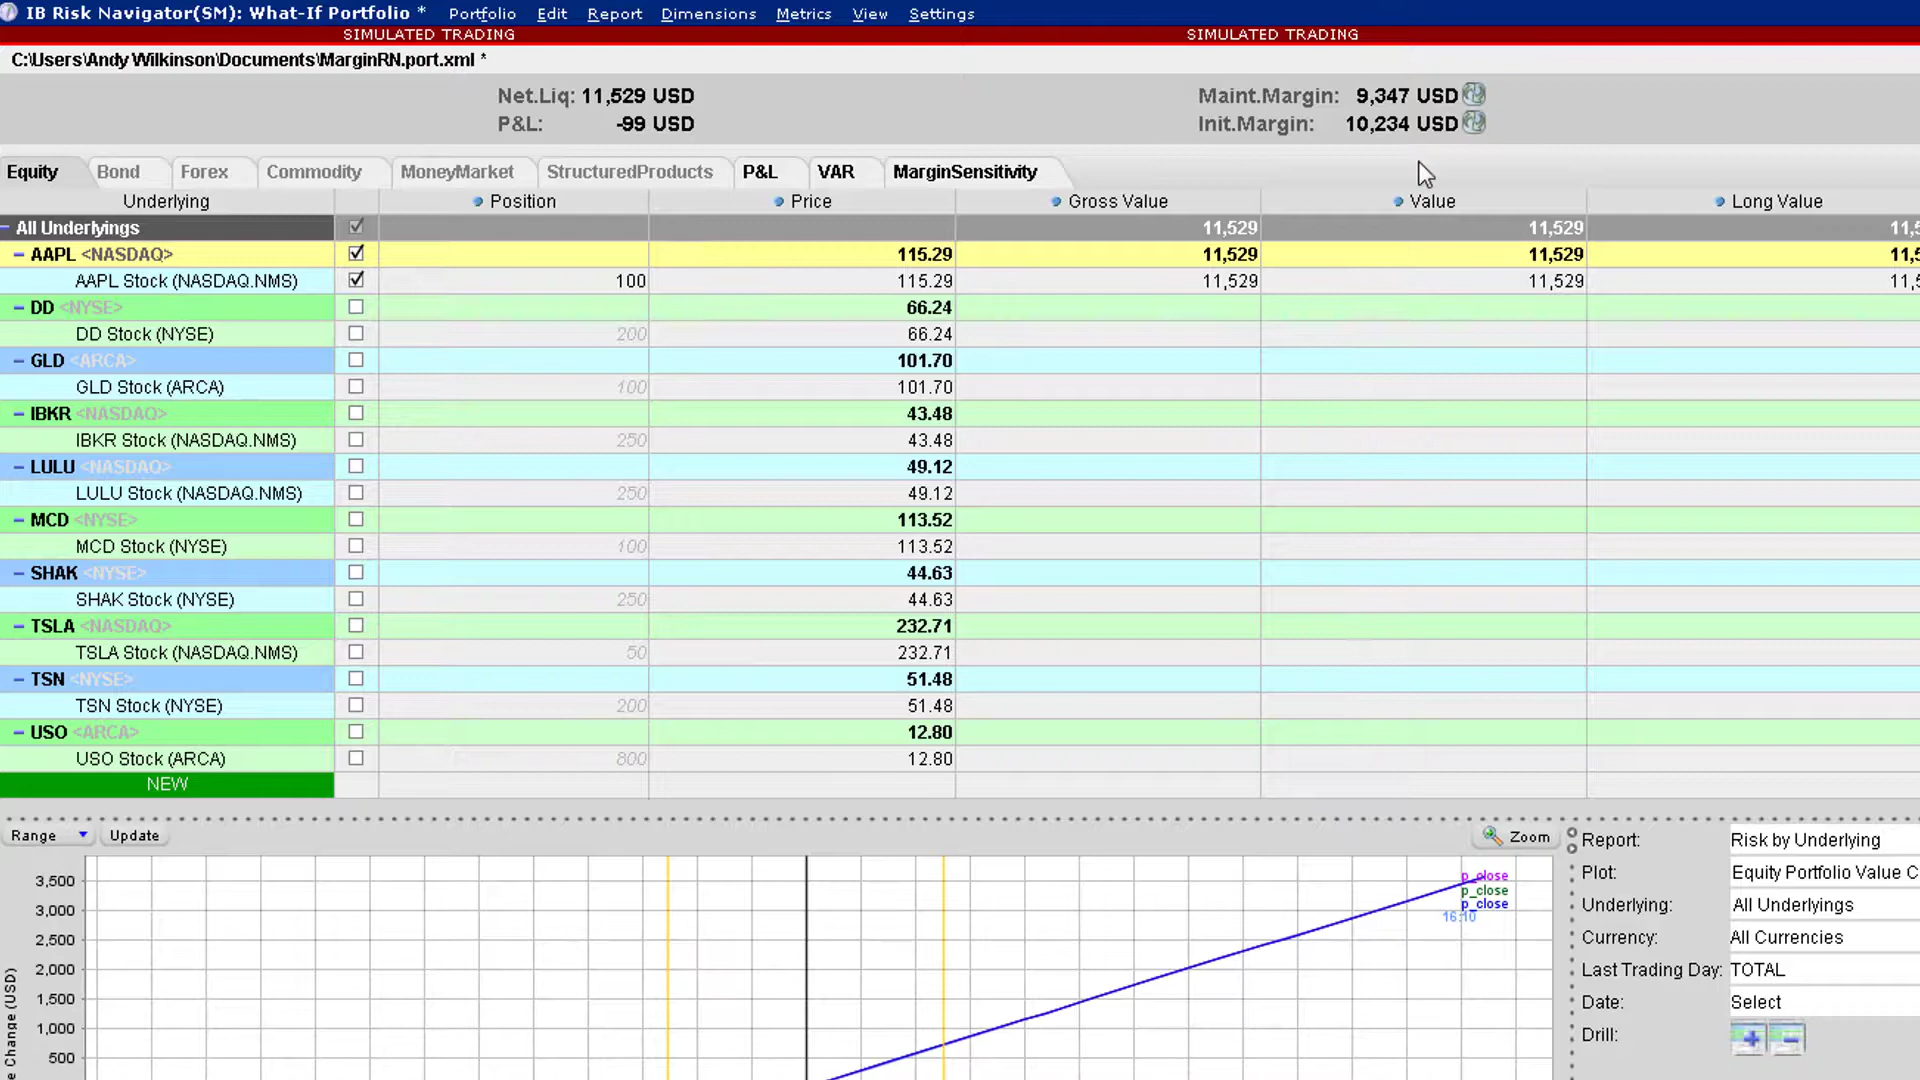 IB Risk Navigator(SM): What-If Portfolio * Portfolio Edit Report Dimensions Metrics View Settings
SIMULATED TRADING SIMULATED TRADING
C:\Users\Andy Wilkinson\Documents\MarginRN.port.xml *
Net.Liq: 11,529 USD Maint.Margin: 9,347 USD
P&L: -99 USD Init.Margin: 10,234 USD
Equity Bond Forex Commodity MoneyMarket StructuredProducts P&L VAR MarginSensitivity
Underlying Position Price Gross Value Value Long Value
All Underlyings 11,529 11,529
AAPL <NASDAQ> 115.29 11,529 11,529
AAPL Stock (NASDAQ.NMS) 100 115.29 11,529 11,529
DD <NYSE> 66.24
DD Stock (NYSE) 200 66.24
GLD <ARCA> 101.70
GLD Stock (ARCA) 100 101.70
IBKR <NASDAQ> 43.48
IBKR Stock (NASDAQ.NMS) 250 43.48
LULU <NASDAQ> 49.12
LULU Stock (NASDAQ.NMS) 250 49.12
MCD <NYSE> 113.52
MCD Stock (NYSE) 100 113.52
SHAK <NYSE> 44.63
SHAK Stock (NYSE) 250 44.63
TSLA <NASDAQ> 232.71
TSLA Stock (NASDAQ.NMS) 50 232.71
TSN <NYSE> 51.48
TSN Stock (NYSE) 200 51.48
USO <ARCA> 12.80
USO Stock (ARCA) 800 12.80
NEW
Range Update Zoom
3,500
3,000
2,500
2,000
1,500
1,000
500
Change (USD)
p_close
p_close
p_close
16:10
Report: Risk by Underlying
Plot: Equity Portfolio Value C
Underlying: All Underlyings
Currency: All Currencies
Last Trading Day: TOTAL
Date: Select
Drill: